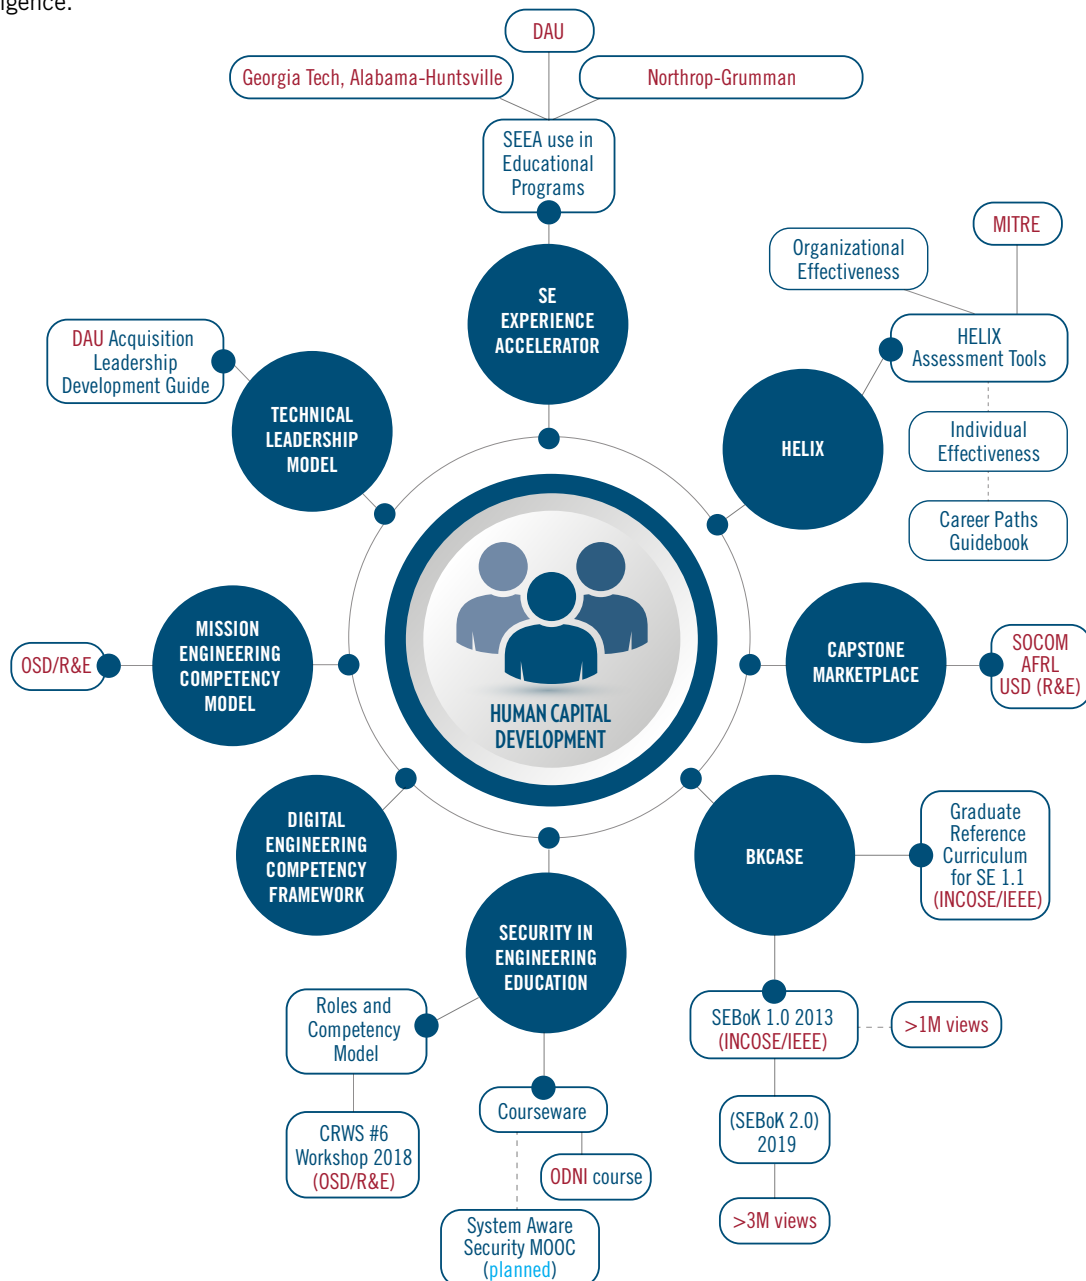 igence.
DAU
Georgia Tech, Alabama-Huntsville
Northrop-Grumman
SEEA use in
Educational
Programs
SE
EXPERIENCE
ACCELERATOR
MITRE
Organizational
Effectiveness
HELIX
Assessment Tools
Individual
Effectiveness
Career Paths
Guidebook
HELIX
DAU Acquisition
Leadership
Development Guide
TECHNICAL
LEADERSHIP
MODEL
OSD/R&E
MISSION
ENGINEERING
COMPETENCY
MODEL
HUMAN CAPITAL
DEVELOPMENT
CAPSTONE
MARKETPLACE
SOCOM
AFRL
USD (R&E)
DIGITAL
ENGINEERING
COMPETENCY
FRAMEWORK
BKCASE
Graduate
Reference
Curriculum
for SE 1.1
(INCOSE/IEEE)
SECURITY IN
ENGINEERING
EDUCATION
Roles and
Competency
Model
CRWS #6
Workshop 2018
(OSD/R&E)
Courseware
ODNI course
System Aware
Security MOOC
(planned)
SEBoK 1.0 2013
(INCOSE/IEEE)
>1M views
(SEBoK 2.0)
2019
>3M views